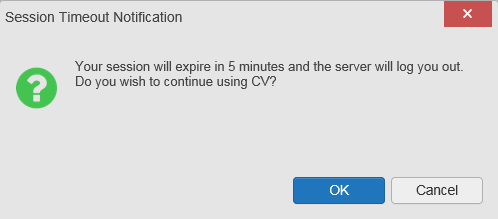 Session Timeout Notification
Your session will expire in 5 minutes and the server will log you out.
Do you wish to continue using CV?
OK
Cancel